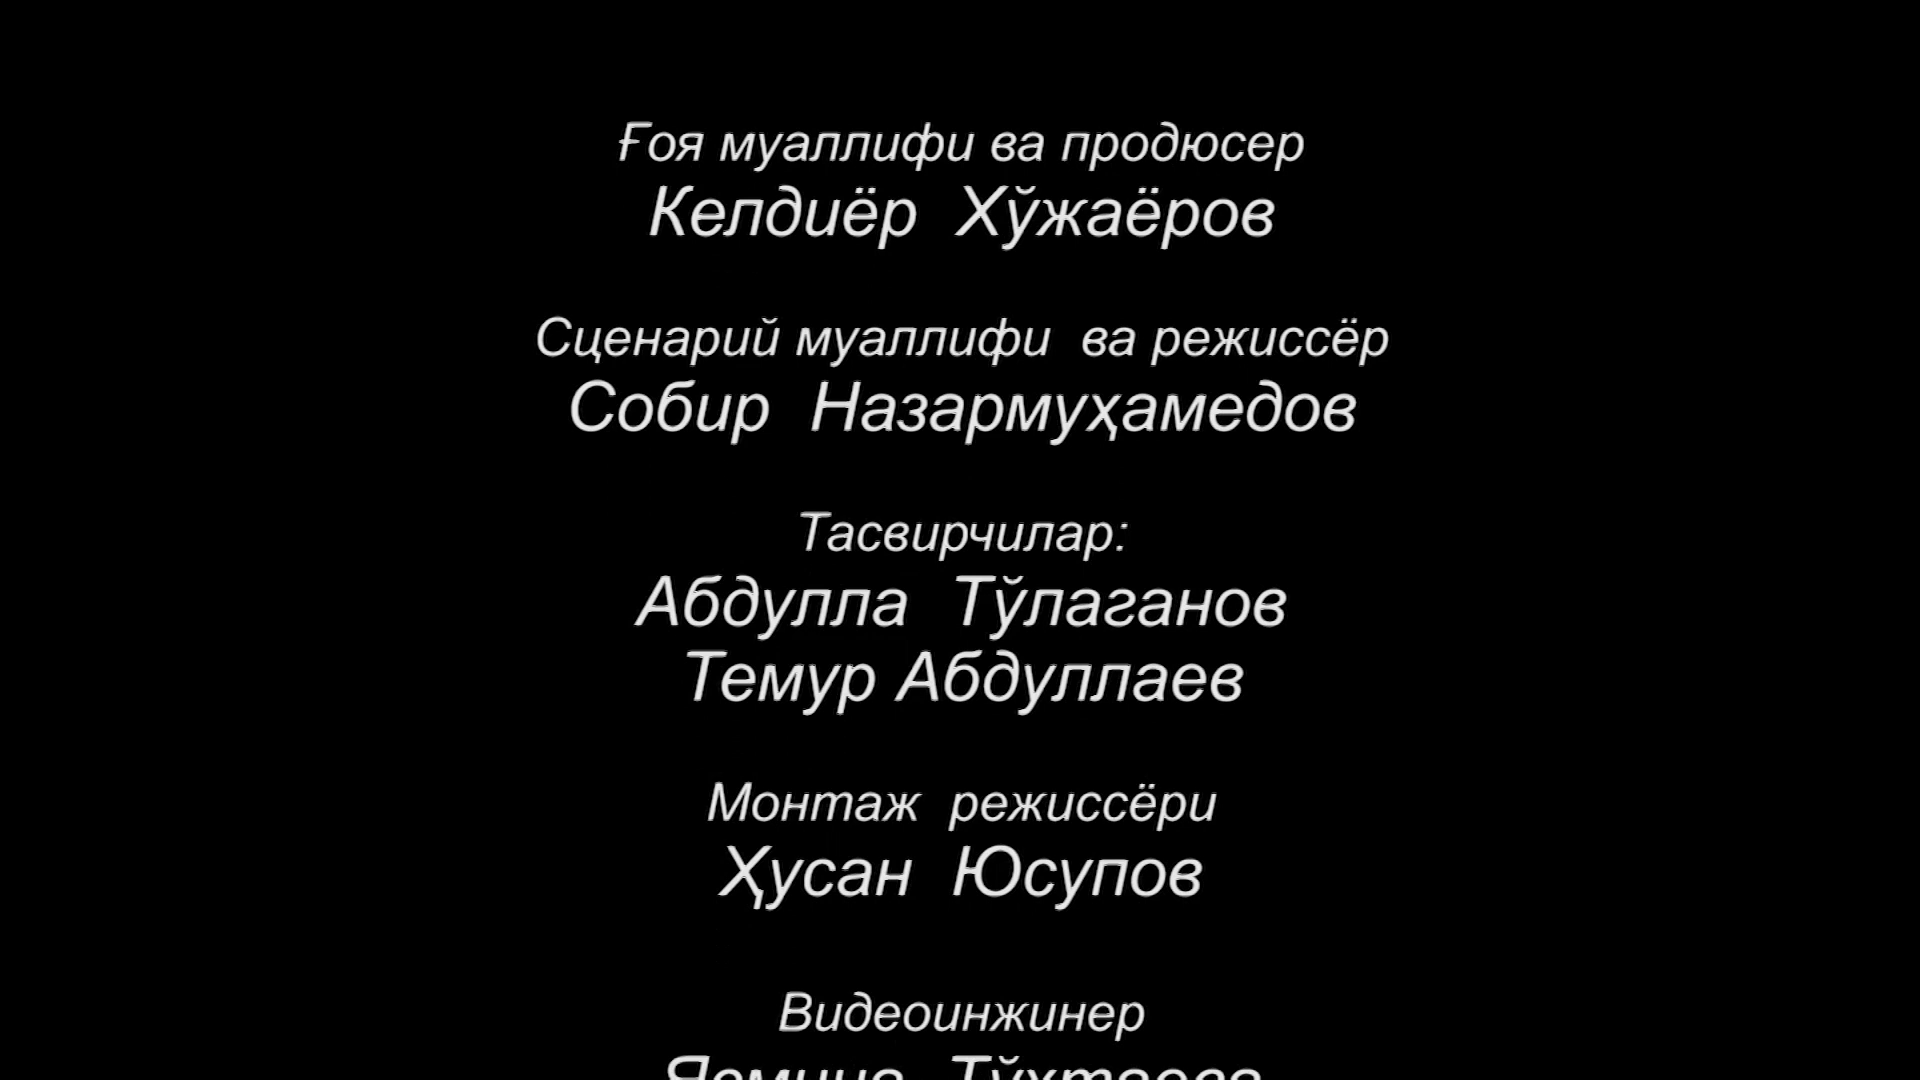 Ғоя муаллифи ва продюсер
Келдиёр Хўжаёров
Сценарий муаллифи ва режиссёр
Собир Назармуҳамедов
Тасвирчилар:
Абдулла Тўлаганов
Темур Абдуллаев
Монтаж режиссёри
Ҳусан Юсупов
Видеоинжинер